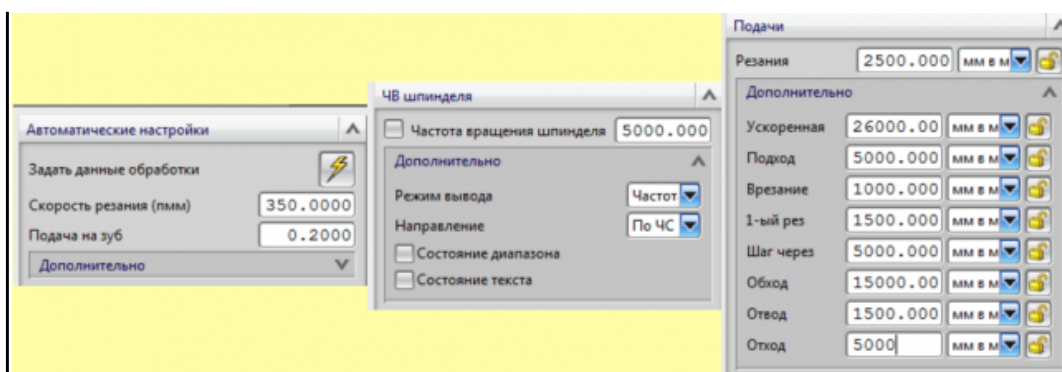 Автоматические настройки
Задать данные обработки
Скорость резания (пмм) 350.0000
Подача на зуб 0.2000
Дополнительно
ЧВ шпинделя
Частота вращения шпинделя 5000.000
Дополнительно
Режим вывода Частот
Направление По ЧС
Состояние диапазона
Состояние текста
Подачи
Резания 2500.000 мм в м
Дополнительно
Ускоренная 26000.00 мм в м
Подход 5000.000 мм в м
Врезание 1000.000 мм в м
1-ый рез 1500.000 мм в м
Шаг через 5000.000 мм в м
Обход 15000.00 мм в м
Отвод 1500.000 мм в м
Отход 5000 мм в м